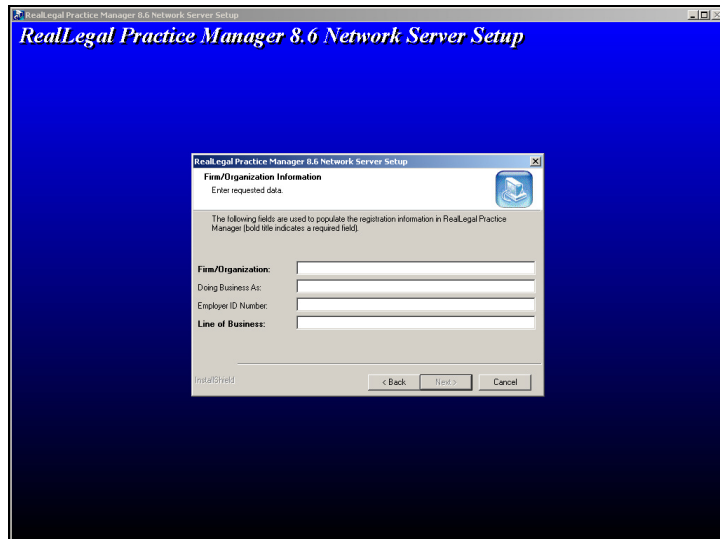 RealLegal Practice Manager 8.6 Network Server Setup
RealLegal Practice Manager 8.6 Network Server Setup
RealLegal Practice Manager 8.6 Network Server Setup
Firm/Organization Information
Enter requested data.
The following fields are used to populate the registration information in RealLegal Practice
Manager (bold title indicates a required field).
Firm/Organization:
Doing Business As:
Employer ID Number:
Line of Business:
InstallShield
< Back
Next >
Cancel